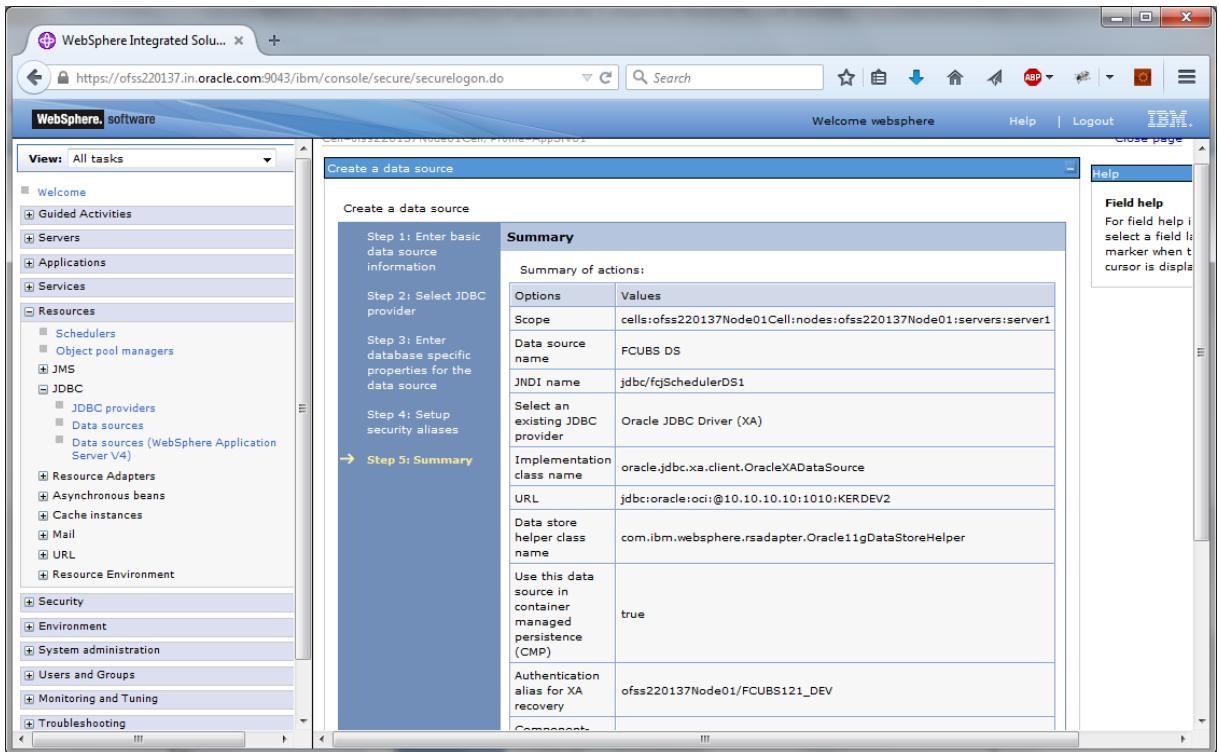 WebSphere Integrated Solu... × +
https://ofss220137.in.oracle.com:9043/ibm/console/secure/securelogon.do
Search
ABP
WebSphere. software
Welcome websphere
Help | Logout
IBM.
View: All tasks
Welcome
Guided Activities
Servers
Applications
Services
Resources
Schedulers
Object pool managers
JMS
JDBC
JDBC providers
Data sources
Data sources (WebSphere Application
Server V4)
Resource Adapters
Asynchronous beans
Cache instances
Mail
URL
Resource Environment
Security
Environment
System administration
Users and Groups
Monitoring and Tuning
Troubleshooting
Cell=ofss220137Node01Cell, Profile=AppSrv01
Close page
Create a data source
Create a data source
Step 1: Enter basic
data source
information
Step 2: Select JDBC
provider
Step 3: Enter
database specific
properties for the
data source
Step 4: Setup
security aliases
Step 5: Summary
Summary
Summary of actions:
Options Values
Scope cells:ofss220137Node01Cell:nodes:ofss220137Node01:servers:server1
Data source
name
FCUBS DS
JNDI name jdbc/fcjSchedulerDS1
Select an
existing JDBC
provider
Oracle JDBC Driver (XA)
Implementation
class name
oracle.jdbc.xa.client.OracleXADataSource
URL jdbc:oracle:oci:@10.10.10.10:1010:KERDEV2
Data store
helper class
name
com.ibm.websphere.rsadapter.Oracle11gDataStoreHelper
Use this data
source in
container
managed
persistence
(CMP)
true
Authentication
alias for XA
recovery
ofss220137Node01/FCUBS121_DEV
Component-
Help
Field help
For field help i
select a field la
marker when t
cursor is displa